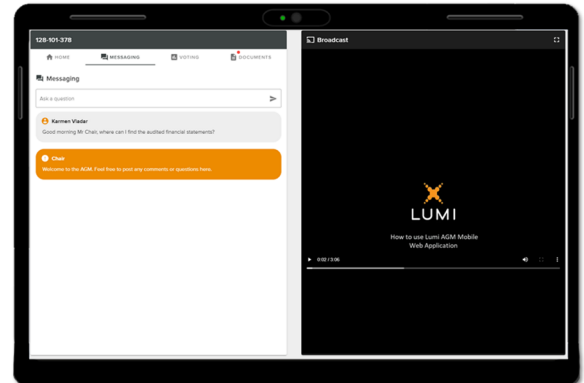 128-101-378
HOME
MESSAGING
VOTING
DOCUMENTS
Messaging
Ask a question
Karmen Vladar
Good morning Mr Chair, where can I find the audited financial statements?
Chair
Welcome to the AGM. Feel free to post any comments or questions here.
Broadcast
LUMI
How to use Lumi AGM Mobile
Web Application
0:02 / 3:06